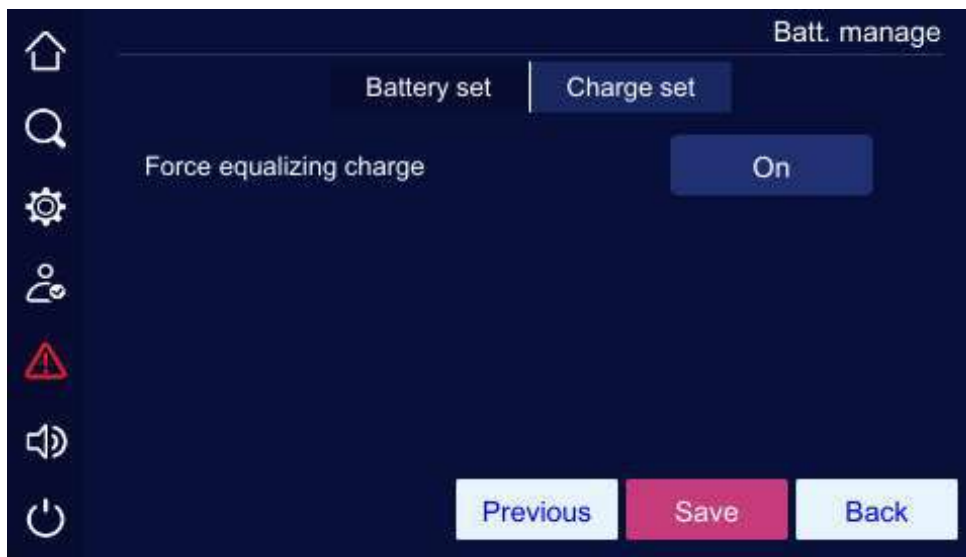 Batt. manage
Battery set Charge set
Force equalizing charge On
Previous Save Back